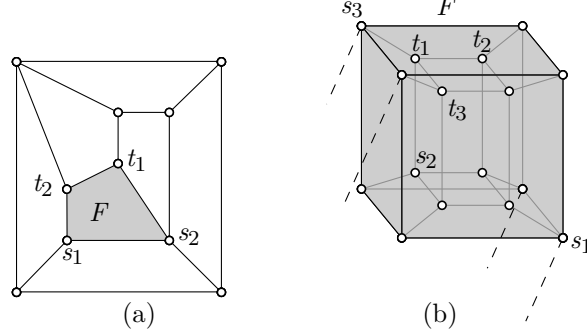 s₃ F
t₁ t₂
t₁
t₃
t₂
s₂
F
s₁ s₂
s₁
(a) (b)